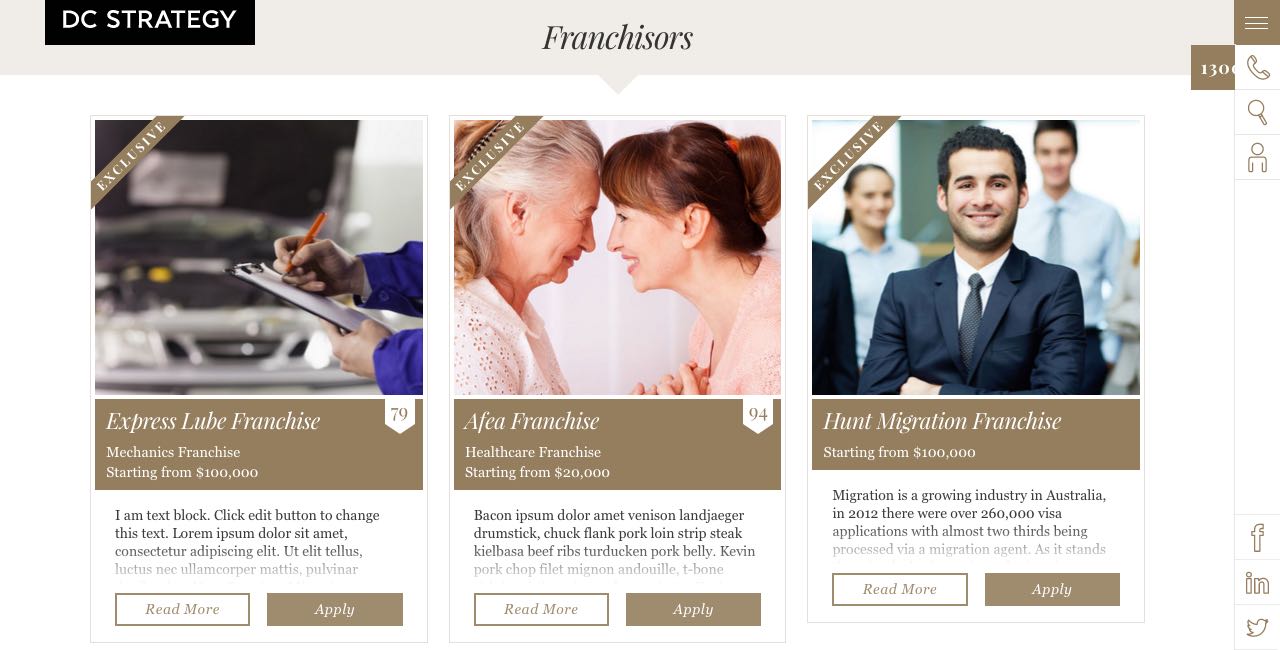 DC STRATEGY
Franchisors
EXCLUSIVE
Express Lube Franchise
79
Mechanics Franchise
Starting from $100,000
I am text block. Click edit button to change
this text. Lorem ipsum dolor sit amet,
consectetur adipiscing elit. Ut elit tellus,
luctus nec ullamcorper mattis, pulvinar
Read More
Apply
EXCLUSIVE
Afea Franchise
94
Healthcare Franchise
Starting from $20,000
Bacon ipsum dolor amet venison landjaeger
drumstick, chuck flank pork loin strip steak
kielbasa beef ribs turducken pork belly. Kevin
pork chop filet mignon andouille, t-bone
Read More
Apply
EXCLUSIVE
Hunt Migration Franchise
Starting from $100,000
Migration is a growing industry in Australia,
in 2012 there were over 260,000 visa
applications with almost two thirds being
processed via a migration agent. As it stands
Read More
Apply